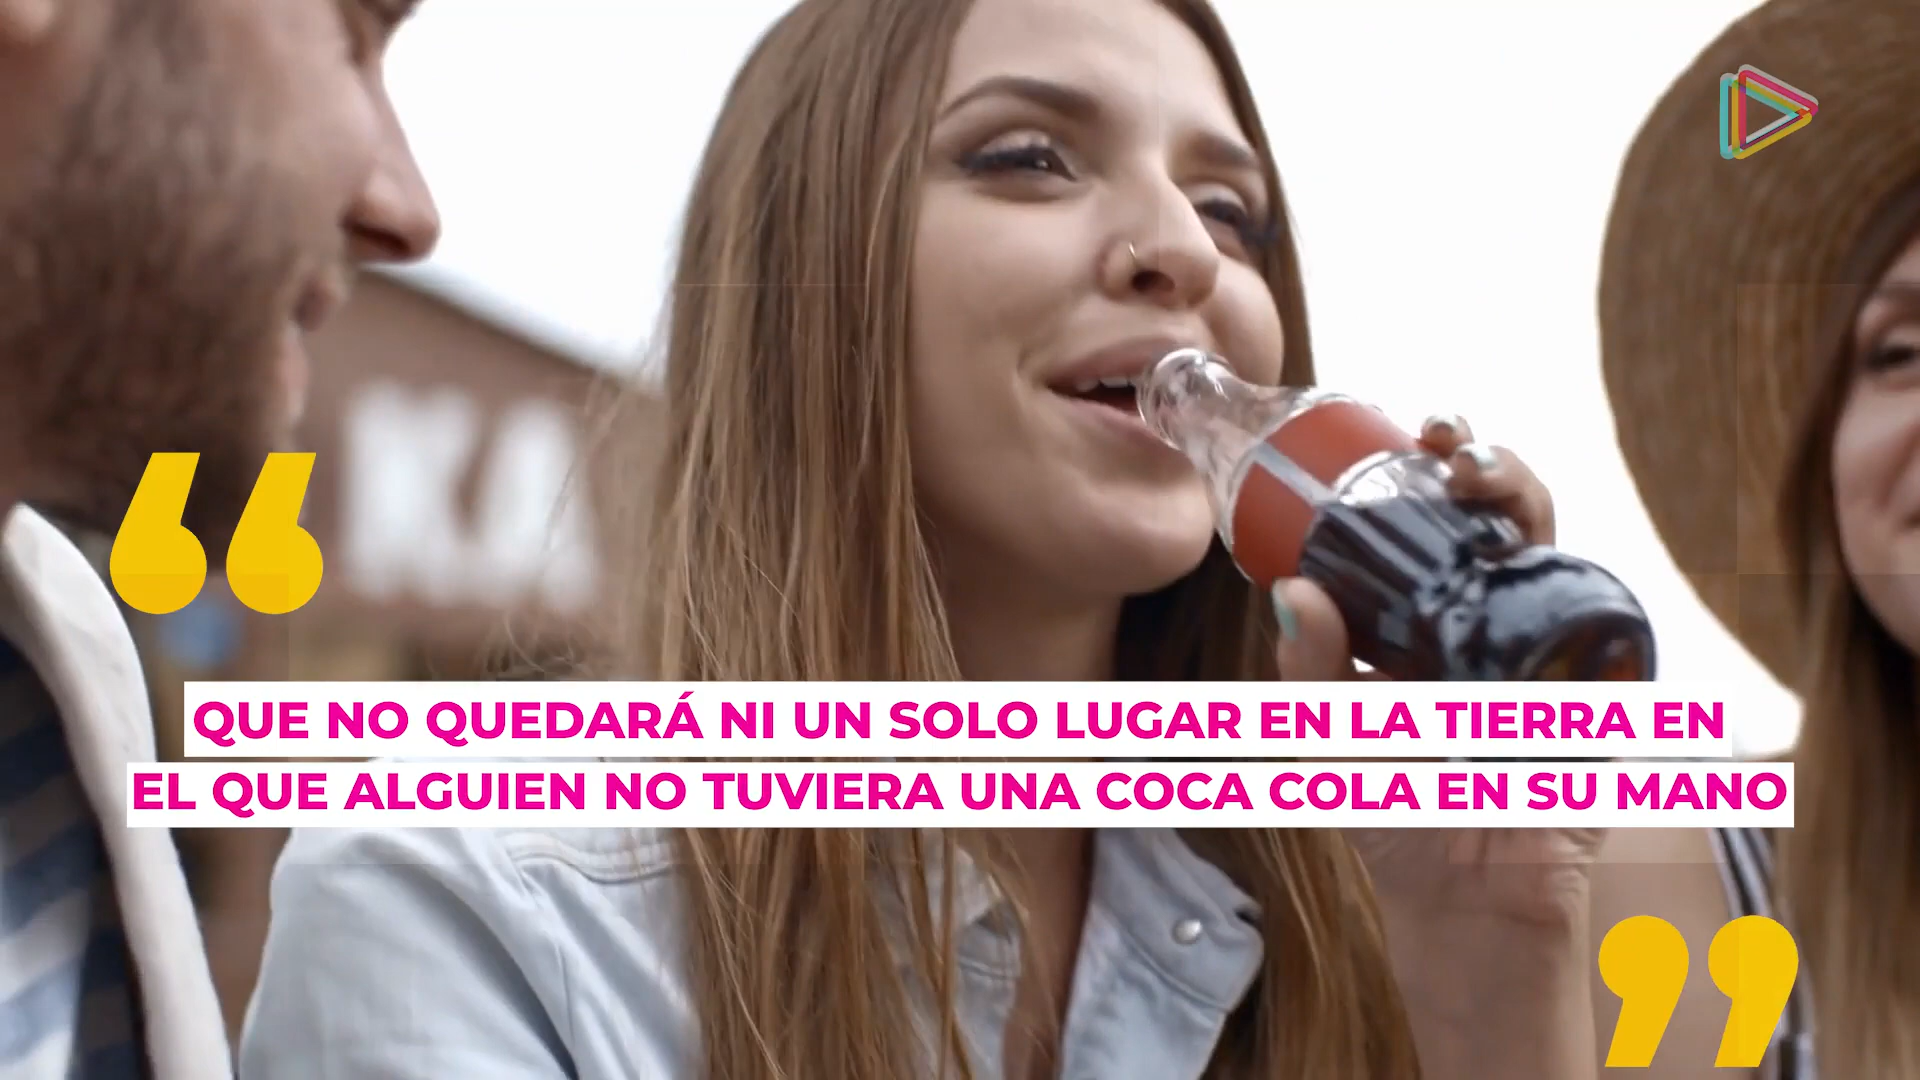 “
QUE NO QUEDARÁ NI UN SOLO LUGAR EN LA TIERRA EN
EL QUE ALGUIEN NO TUVIERA UNA COCA COLA EN SU MANO
”